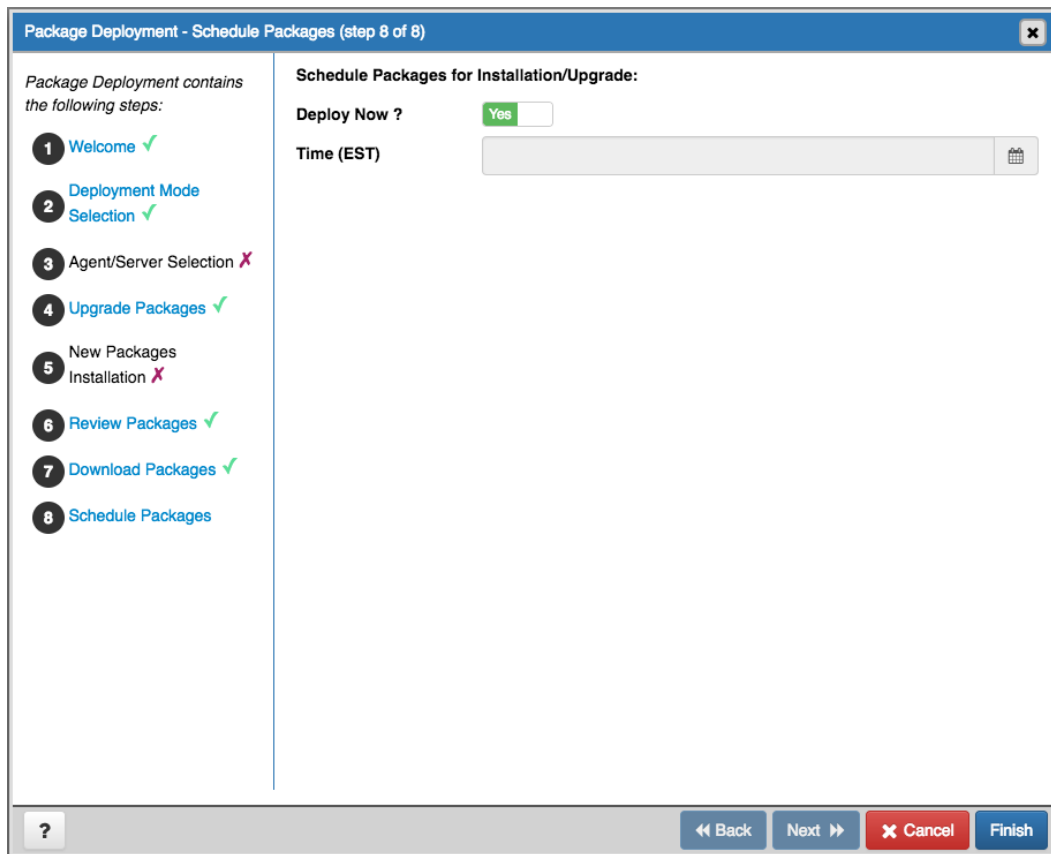 Package Deployment - Schedule Packages (step 8 of 8)
Package Deployment contains
the following steps:
1 Welcome ✓
2 Deployment Mode
Selection ✓
3 Agent/Server Selection ✗
4 Upgrade Packages ✓
5 New Packages
Installation ✗
6 Review Packages ✓
7 Download Packages ✓
8 Schedule Packages
Schedule Packages for Installation/Upgrade:
Deploy Now ? Yes
Time (EST)
? Back Next Cancel Finish